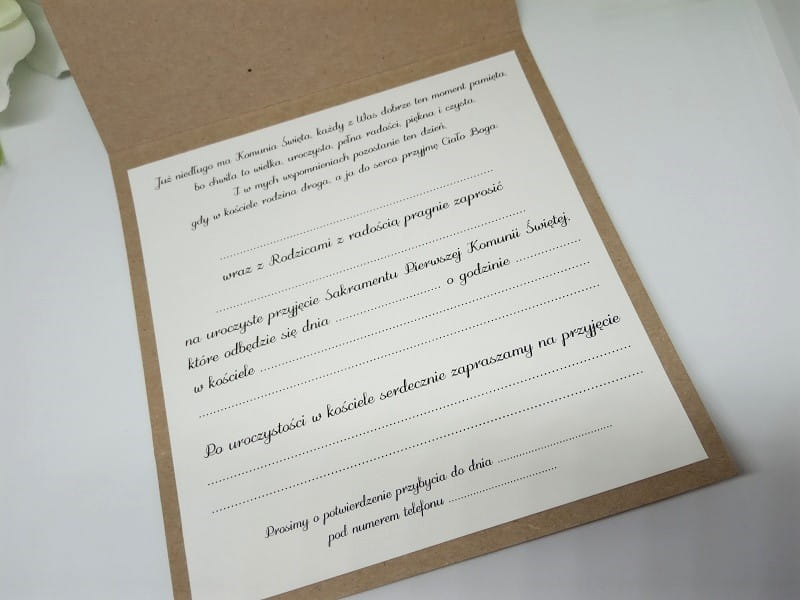 Już niedługo ma Komunia Święta, każdy z Was dobrze ten moment pamięta,
bo chwila to wielka, uroczysta, pełna radości, piękna i czysta.
I w mych wspomnieniach pozostanie ten dzień,
gdy w kościele rodzina droga, a ja do serca przyjmę Ciało Boga.
..................................................
wraz z Rodzicami z radością pragnie zaprosić
..................................................
na uroczyste przyjęcie Sakramentu Pierwszej Komunii Świętej,
które odbędzie się dnia .......................... o godzinie ................
w kościele ..................................................
..................................................
Po uroczystości w kościele serdecznie zapraszamy na przyjęcie
..................................................
..................................................
Prosimy o potwierdzenie przybycia do dnia ..........................
pod numerem telefonu ..........................